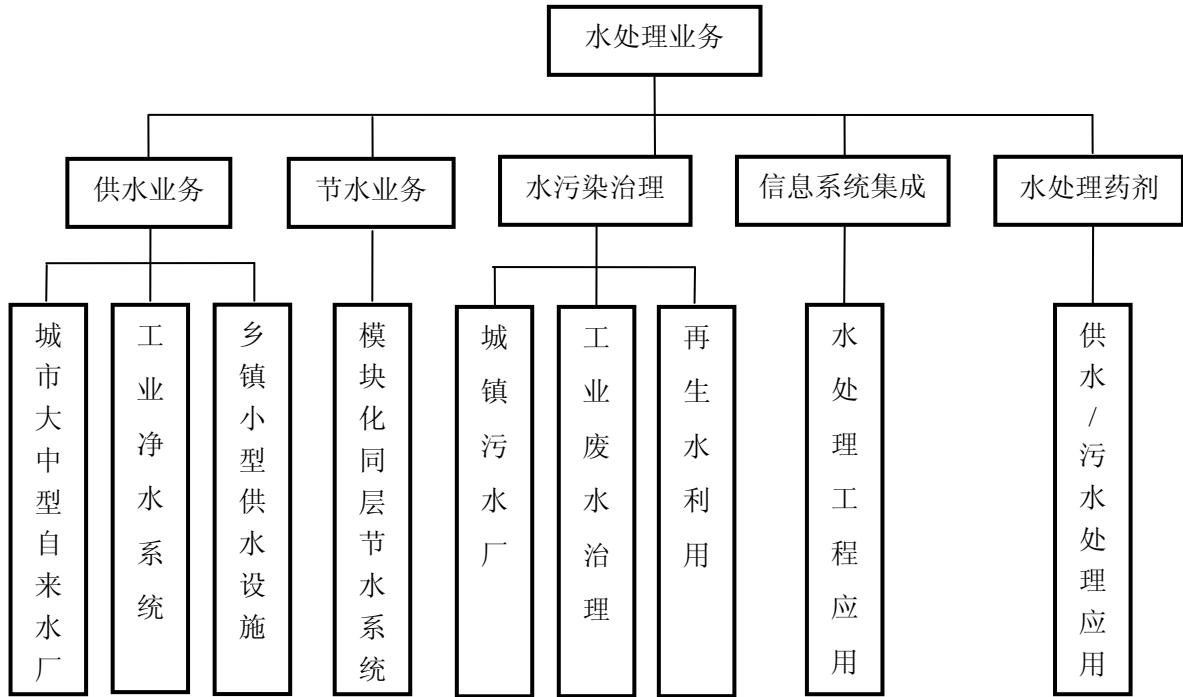 水处理业务
供水业务
节水业务
水污染治理
信息系统集成
水处理药剂
城市大中型自来水厂
工业净水系统
乡镇小型供水设施
模块化同层节水系统
城镇污水厂
工业废水治理
再生水利用
水处理工程应用
供水/污水处理应用